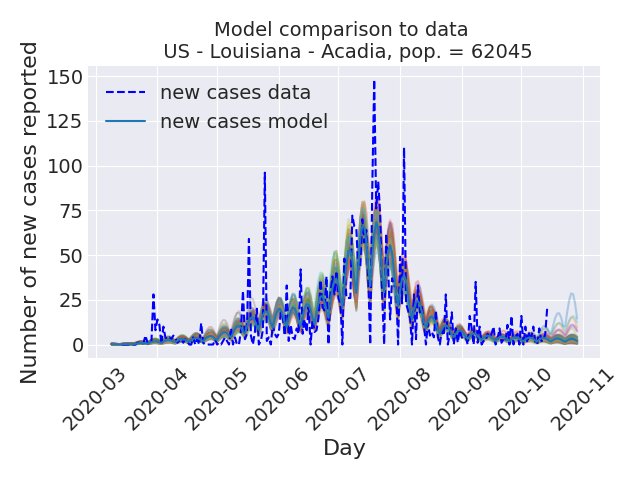 Model comparison to data
US - Louisiana - Acadia, pop. = 62045
Number of new cases reported
150
125
100
75
50
25
0
new cases data
new cases model
2020-03
2020-04
2020-05
2020-06
2020-07
2020-08
2020-09
2020-10
2020-11
Day